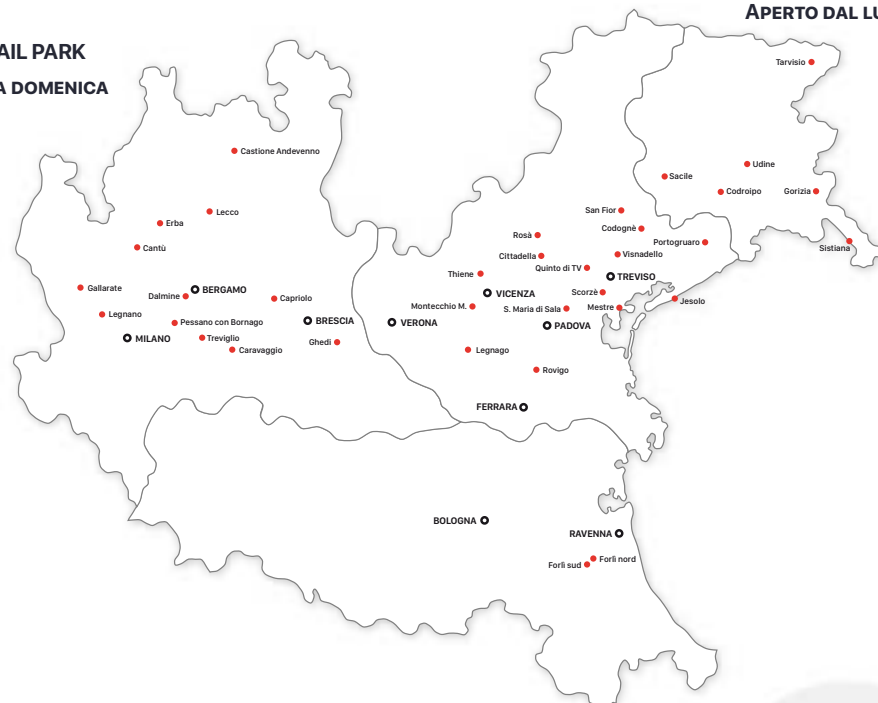 APERTO DAL LU
AIL PARK
A DOMENICA
Tarvisio
Castione Andevenno
Udine
Sacile
Codroipo
Gorizia
Lecco
San Fior
Erba
Codognè
Rosà
Portogruaro
Sistiana
Cantù
Cittadella
Visnadello
Quinto di TV
Thiene
TREVISO
Gallarate
BERGAMO
Dalmine
Capriolo
VICENZA
Scorzè
Jesolo
Montecchio M.
S. Maria di Sala
Mestre
Legnano
Pessano con Bornago
BRESCIA
VERONA
PADOVA
MILANO
Treviglio
Ghedi
Caravaggio
Legnago
Rovigo
FERRARA
BOLOGNA
RAVENNA
Forlì nord
Forlì sud